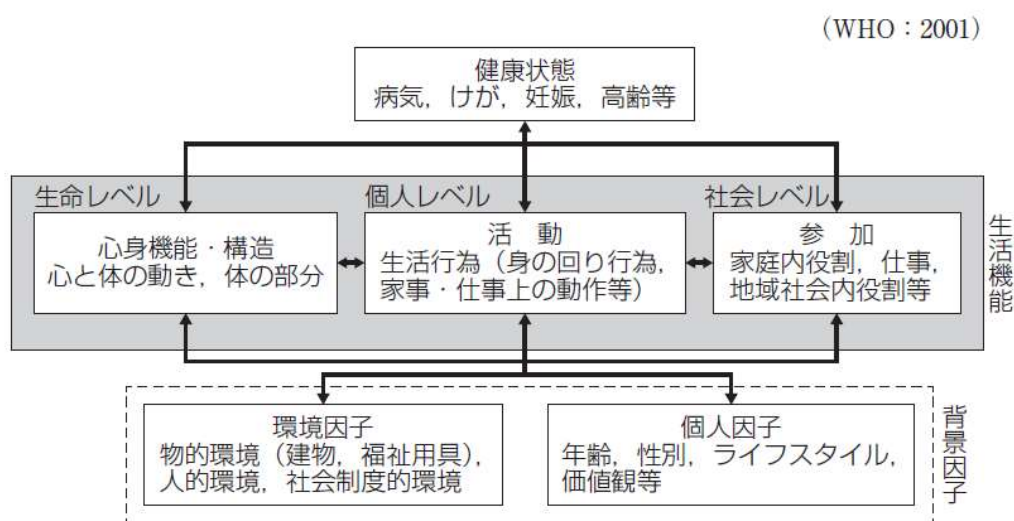 (WHO：2001)
健康状態
病気，けが，妊娠，高齢等
生命レベル
個人レベル
社会レベル
心身機能・構造
心と体の動き，体の部分
活　動
生活行為（身の回り行為，
家事・仕事上の動作等）
参　加
家庭内役割，仕事，
地域社会内役割等
生活機能
環境因子
物的環境（建物，福祉用具），
人的環境，社会制度的環境
個人因子
年齢，性別，ライフスタイル，
価値観等
背景因子